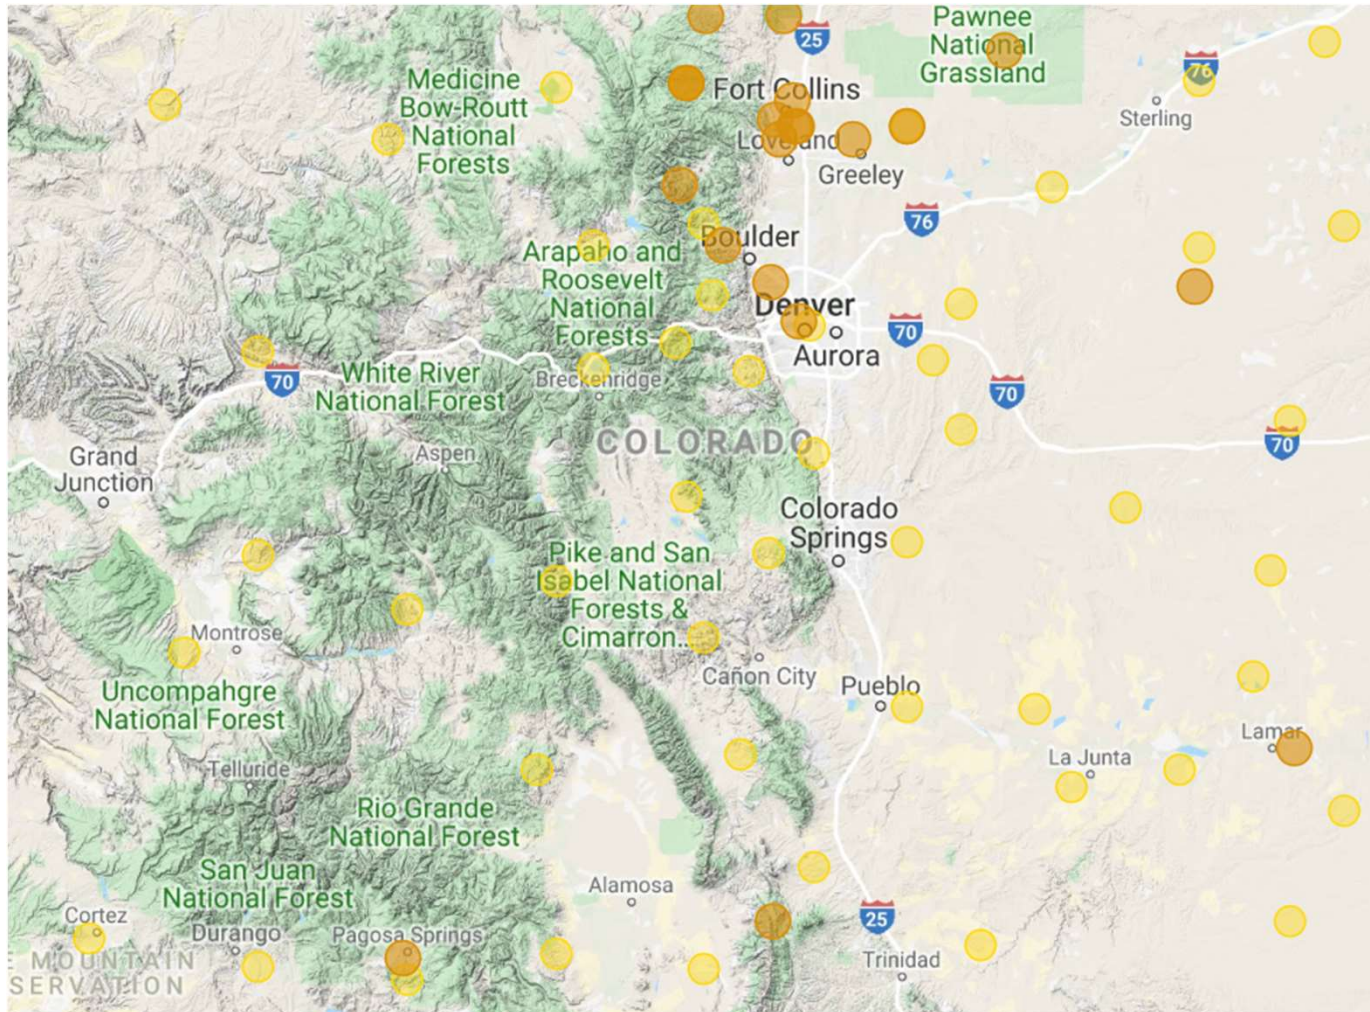 Pawnee
National
Grassland
25
76
Medicine
Bow-Routt
National
Forests
Fort Collins
Sterling
Loveland
Greeley
76
Boulder
Arapaho and
Roosevelt
National
Forests
Denver
70
Aurora
White River
National Forest
70
Breckenridge
70
COLORADO
70
Grand
Junction
Aspen
Colorado
Springs
Pike and San
Isabel National
Forests &
Cimarron...
Montrose
Cañon City
Pueblo
Uncompahgre
National Forest
Lamar
La Junta
Telluride
Rio Grande
National Forest
San Juan
National Forest
Alamosa
Cortez
Durango
Pagosa Springs
25
E MOUNTAIN
SERVATION
Trinidad